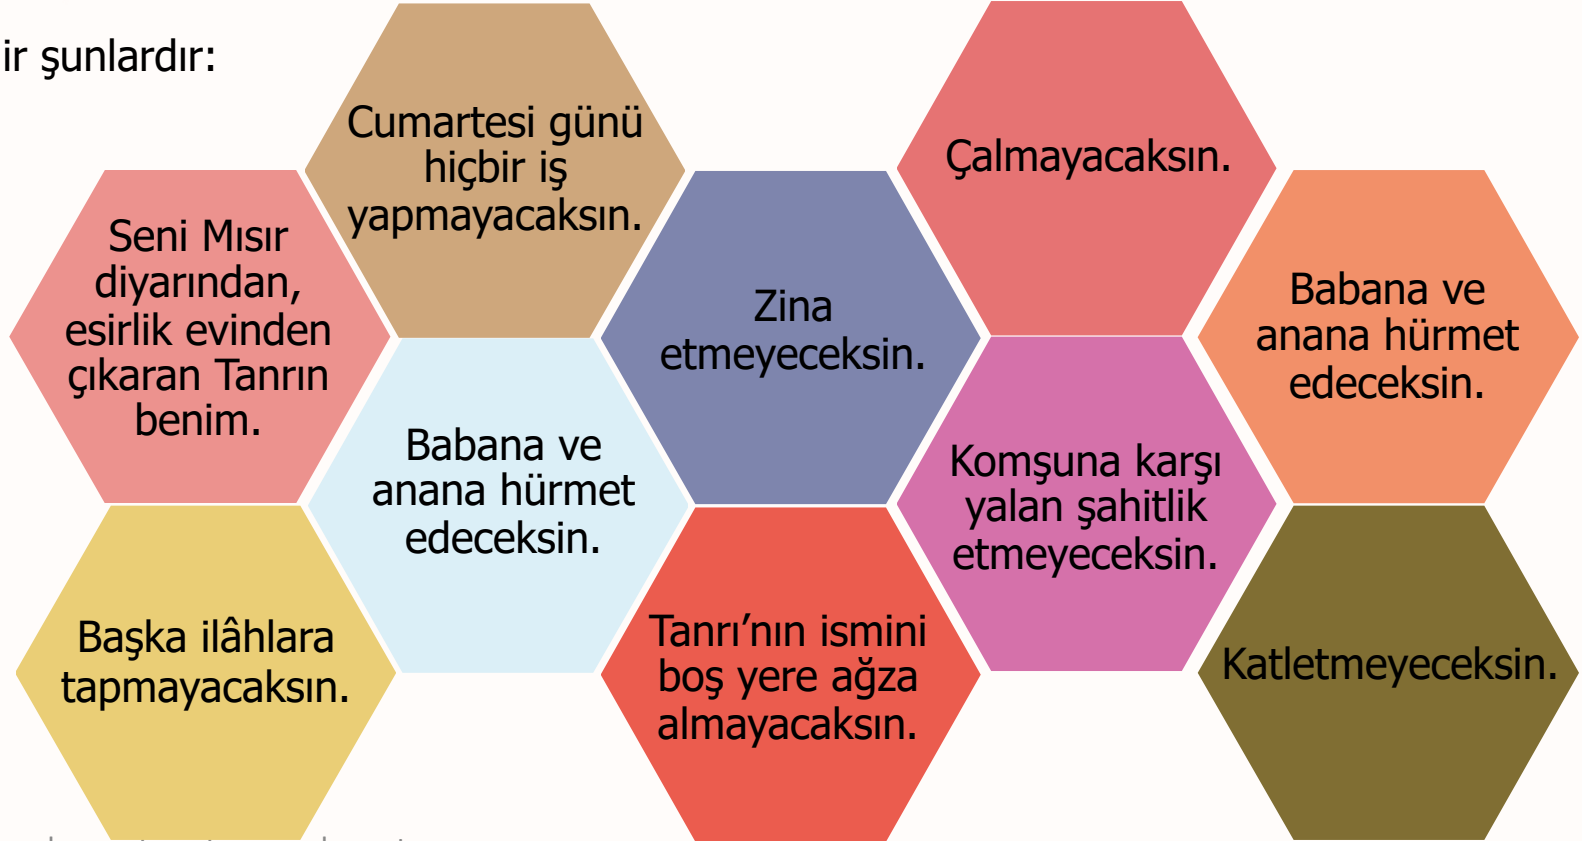 ir şunlardır:
Cumartesi günü
hiçbir iş
yapmayacaksın.
Çalmayacaksın.
Seni Mısır
diyarından,
esirlik evinden
çıkaran Tanrın
benim.
Zina
etmeyeceksin.
Babana ve
anana hürmet
edeceksin.
Babana ve
anana hürmet
edeceksin.
Komşuna karşı
yalan şahitlik
etmeyeceksin.
Başka ilâhlara
tapmayacaksın.
Tanrı’nın ismini
boş yere ağza
almayacaksın.
Katletmeyeceksin.